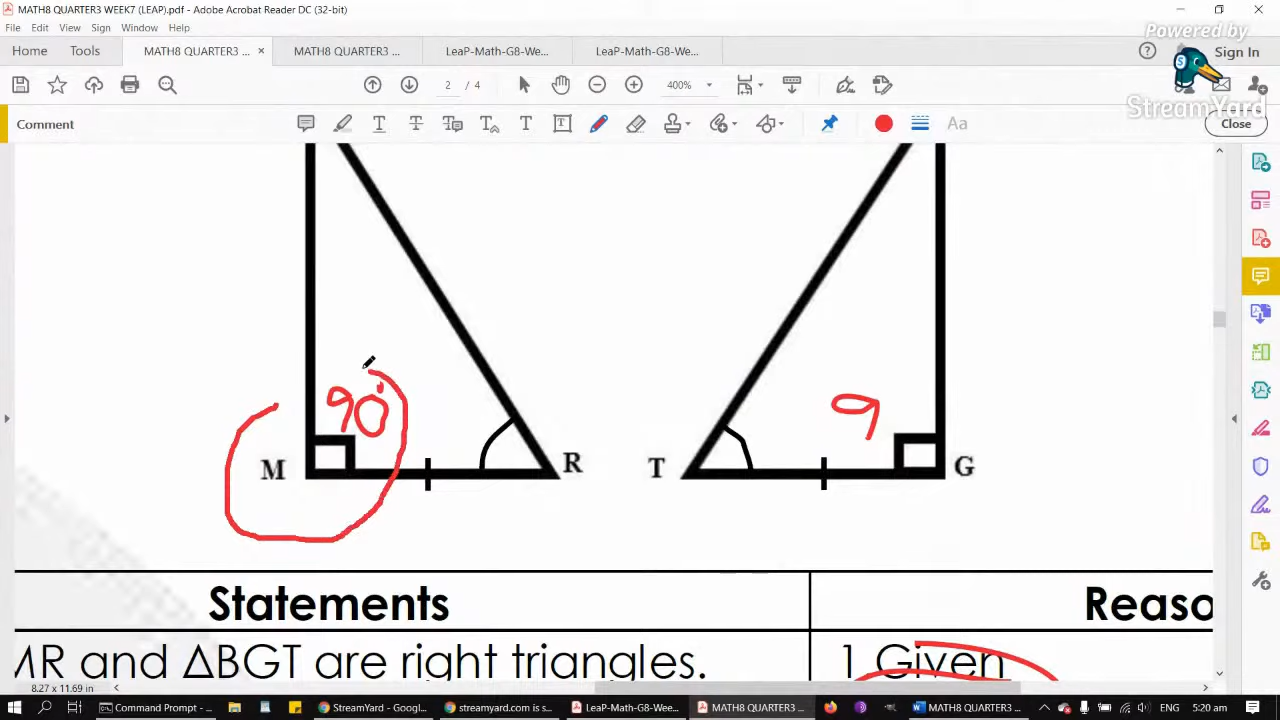 MATH8 QUARTER3 WEEK7 (LEAP).pdf - Adobe Acrobat Reader DC (32-bit)
File Edit View Sign Window Help
Powered by
StreamYard
Home Tools MATH8 QUARTER3 ... × MATH8 QUARTER3 ... LeaP-Math-G8-We... LeaP-Math-G8-We... Sign In
2 / 4 400%
Comment Aa Close
90°
9
M R T G
Statements Reaso
MR and ΔBGT are right triangles. 1 Given
8.27 x 11.69 in
Command Prompt - ... StreamYard - Googl... streamyard.com is s... LeaP-Math-G8-We... MATH8 QUARTER3 ... MATH8 QUARTER3 ... 5:20 am